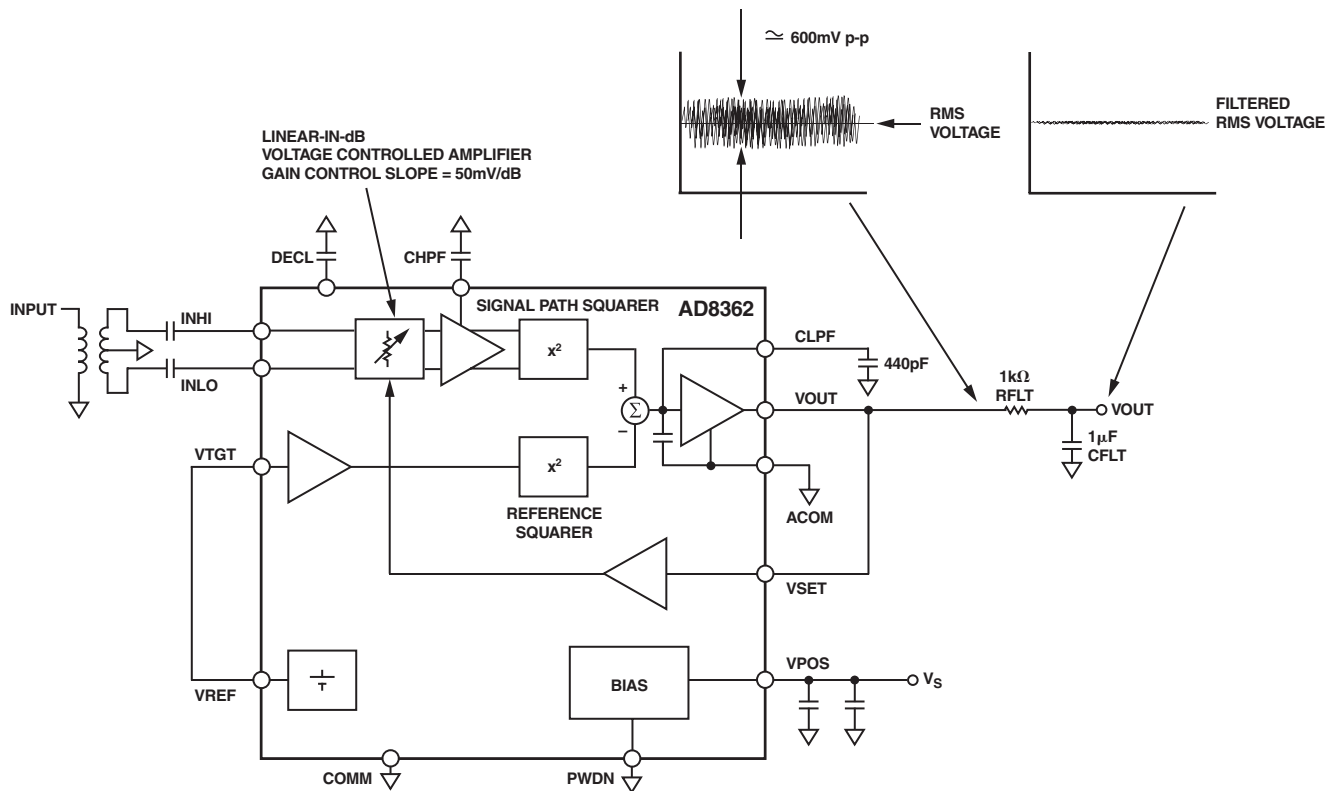 ≃ 600mV p-p
RMS
VOLTAGE
FILTERED
RMS VOLTAGE
LINEAR-IN-dB
VOLTAGE CONTROLLED AMPLIFIER
GAIN CONTROL SLOPE = 50mV/dB
DECL
CHPF
INPUT
INHI
INLO
SIGNAL PATH SQUARER
AD8362
x²
CLPF
440pF
+
Σ
–
VOUT
1kΩ
RFLT
VOUT
1μF
CFLT
VTGT
x²
REFERENCE
SQUARER
ACOM
VSET
VREF
BIAS
VPOS
VS
COMM
PWDN